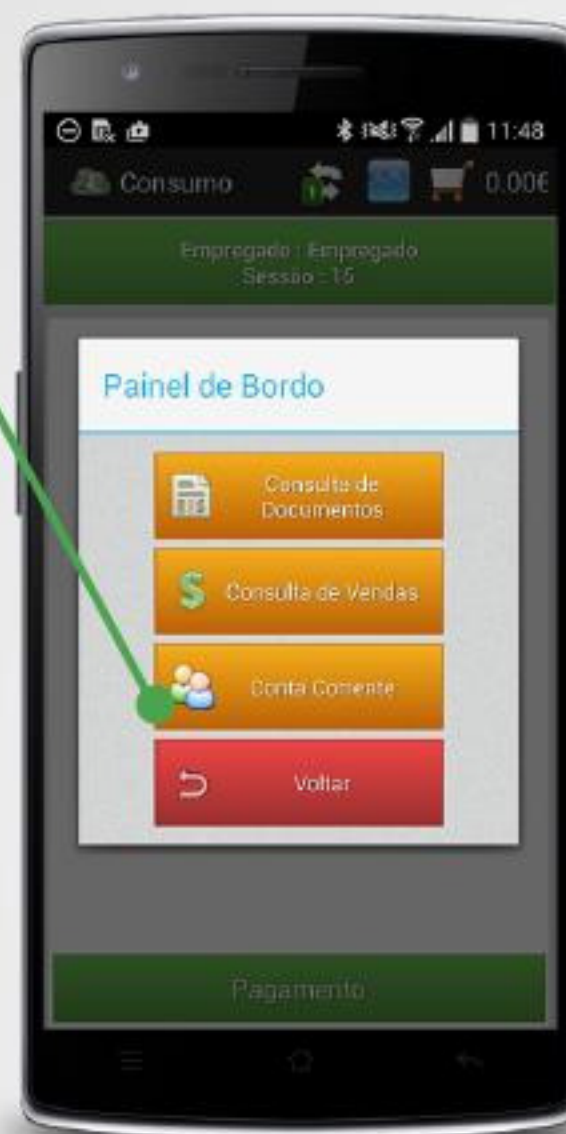 11:48
Consumo
0.00€
Empregado : Empregado
Sessão : 15
Painel de Bordo
Consulta de
Documentos
Consulta de Vendas
Conta Corrente
Voltar
Pagamento